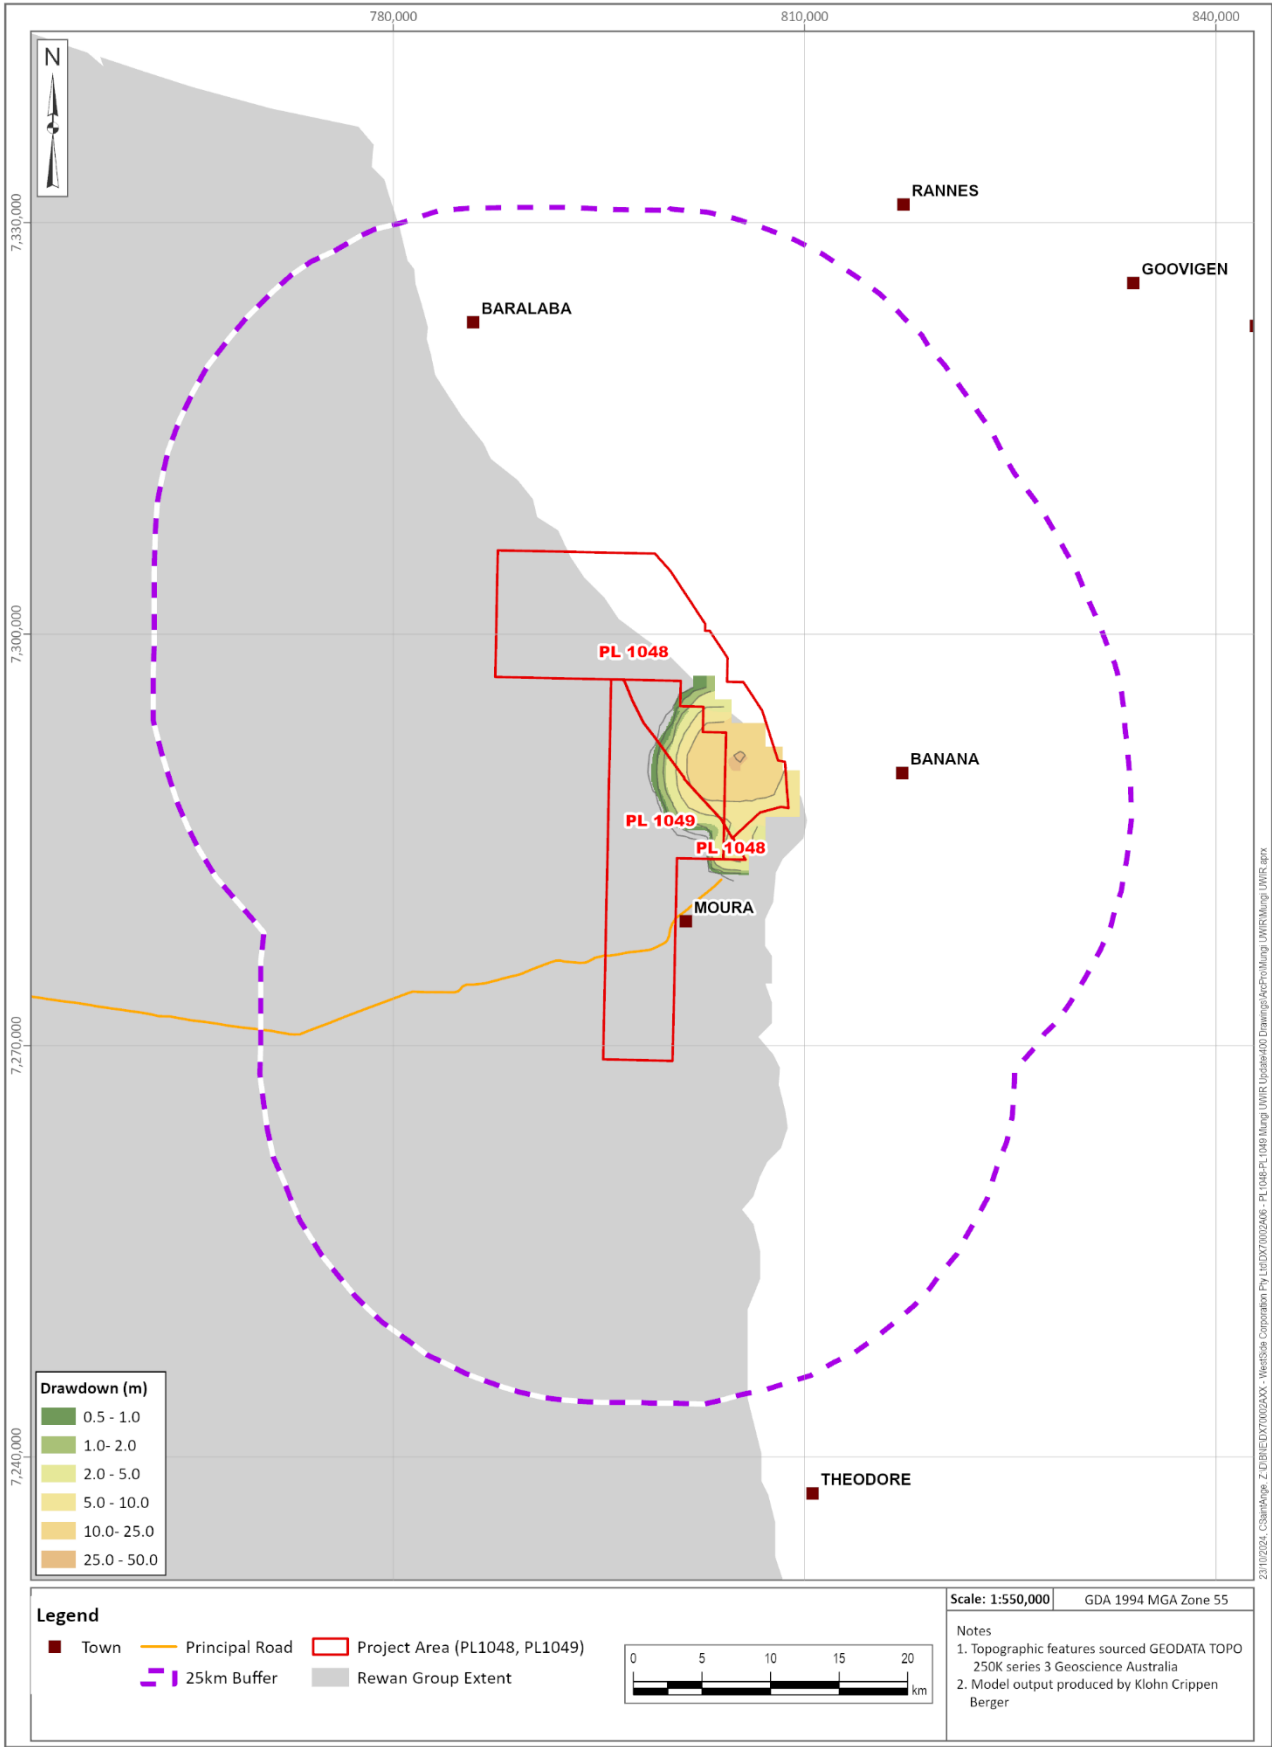 780,000
810,000
840,000
N
7,330,000
RANNES
GOOVIGEN
BARALABA
7,300,000
PL 1048
BANANA
PL 1049
PL 1048
MOURA
7,270,000
7,240,000
THEODORE
Drawdown (m)
0.5 - 1.0
1.0- 2.0
2.0 - 5.0
5.0 - 10.0
10.0- 25.0
25.0 - 50.0
Legend
Town
Principal Road
Project Area (PL1048, PL1049)
25km Buffer
Rewan Group Extent
0 5 10 15 20
km
Scale: 1:550,000
GDA 1994 MGA Zone 55
Notes
1. Topographic features sourced GEODATA TOPO
250K series 3 Geoscience Australia
2. Model output produced by Klohn Crippen
Berger